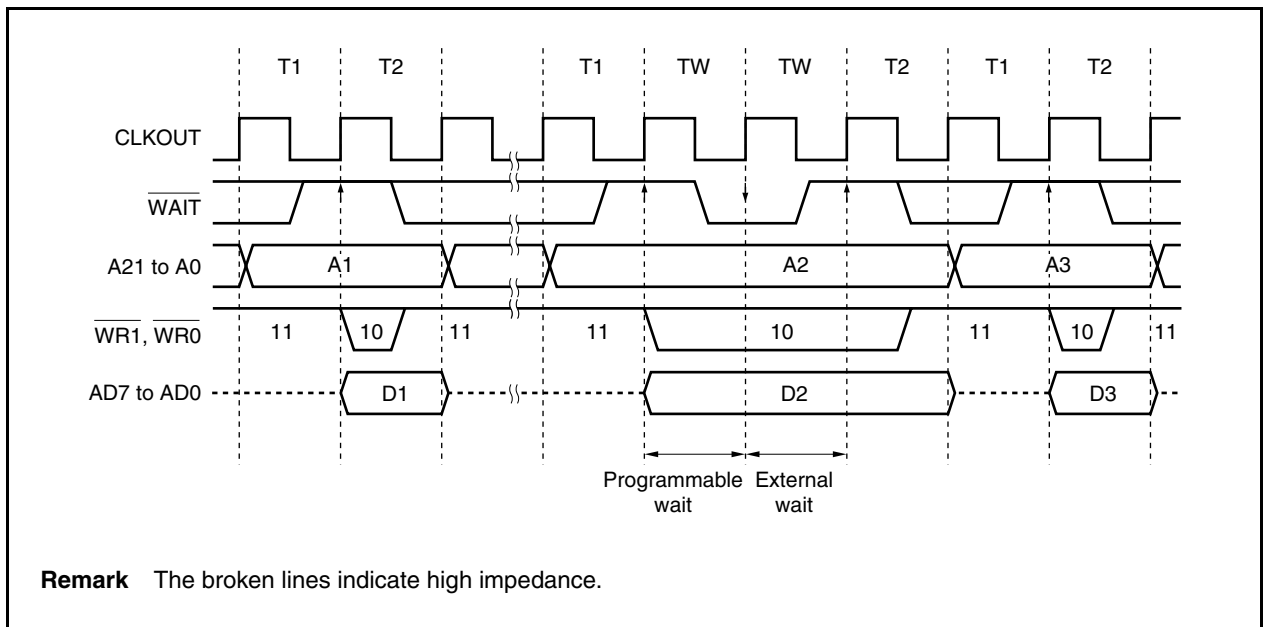 T1 T2 T1 TW TW T2 T1 T2
CLKOUT
WAIT
A21 to A0 A1 A2 A3
WR1, WR0 11 10 11 11 10 11 10 11
AD7 to AD0 D1 D2 D3
Programmable wait
External wait
Remark The broken lines indicate high impedance.